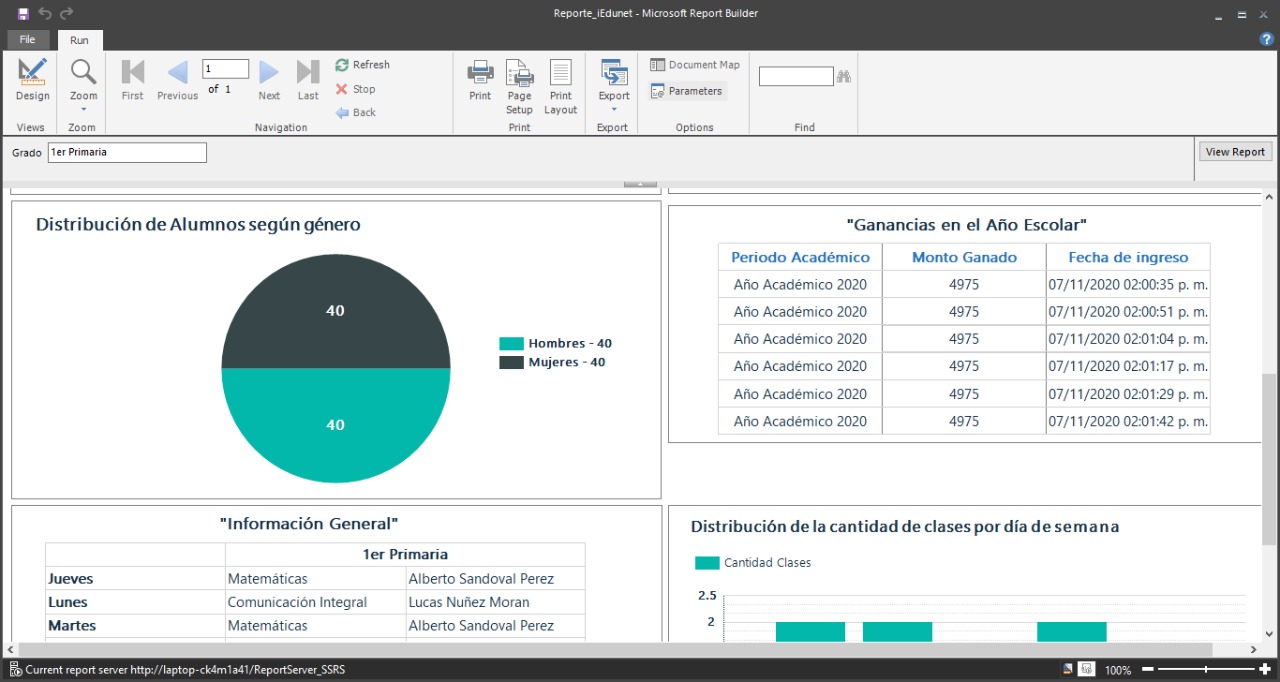 Reporte_iEdunet - Microsoft Report Builder
File
Run
Design
Zoom
First
Previous
1
of 1
Next
Last
Refresh
Stop
Back
Print
Page Setup
Print Layout
Export
Document Map
Parameters
Views
Zoom
Navigation
Print
Export
Options
Find
Grado 1er Primaria
View Report
Distribución de Alumnos según género
40
40
Hombres - 40
Mujeres - 40
"Ganancias en el Año Escolar"
Periodo Académico Monto Ganado Fecha de ingreso
Año Académico 2020 4975 07/11/2020 02:00:35 p. m.
Año Académico 2020 4975 07/11/2020 02:00:51 p. m.
Año Académico 2020 4975 07/11/2020 02:01:04 p. m.
Año Académico 2020 4975 07/11/2020 02:01:17 p. m.
Año Académico 2020 4975 07/11/2020 02:01:29 p. m.
Año Académico 2020 4975 07/11/2020 02:01:42 p. m.
"Información General"
1er Primaria
Jueves Matemáticas Alberto Sandoval Perez
Lunes Comunicación Integral Lucas Nuñez Moran
Martes Matemáticas Alberto Sandoval Perez
Distribución de la cantidad de clases por día de semana
Cantidad Clases
2.5
2
Current report server http://laptop-ck4m1a41/ReportServer_SSRS
100%